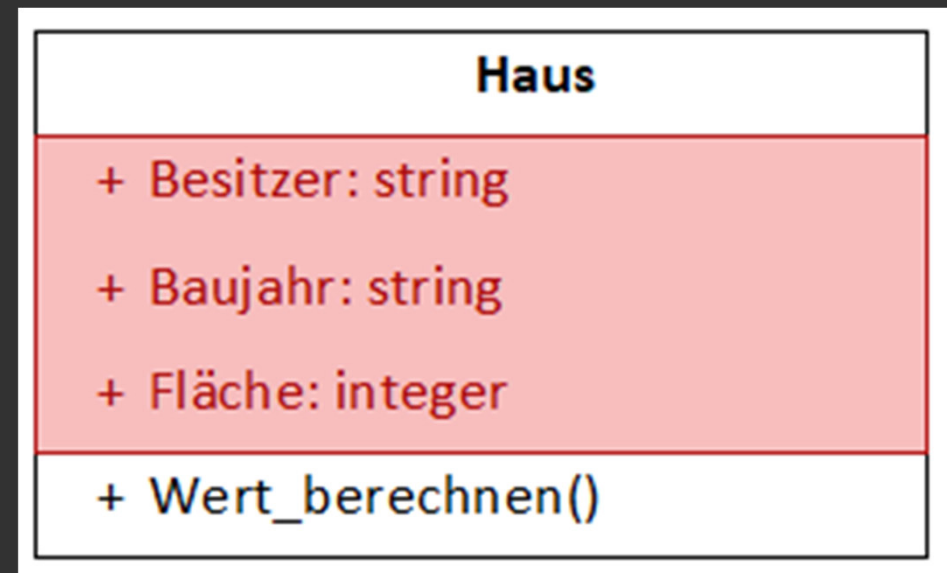 Haus
+ Besitzer: string
+ Baujahr: string
+ Fläche: integer
+ Wert_berechnen()